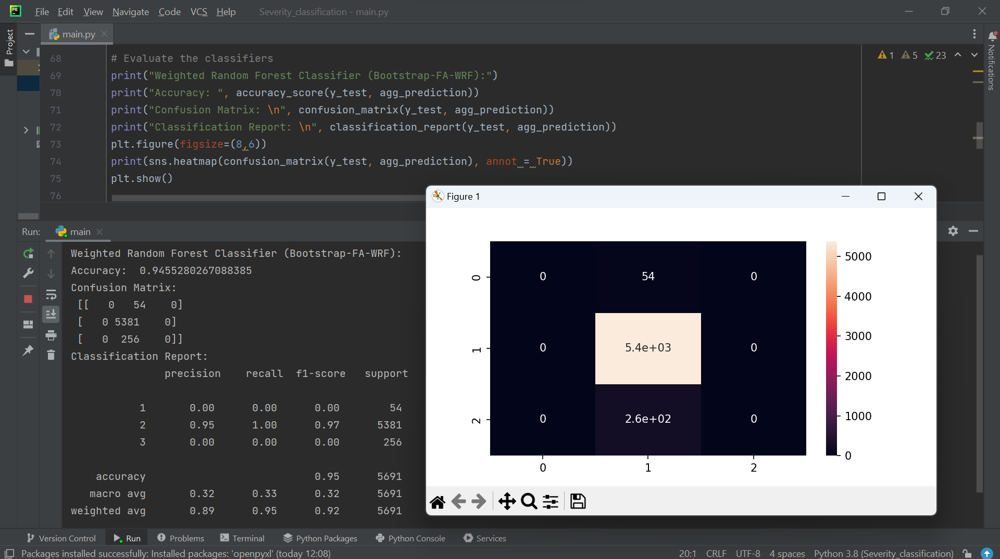 PE File Edit View Navigate Code VCS Help Severity_classification - main.py
Project
main.py
1 5 23
Notifications
68 # Evaluate the classifiers
69 print("Weighted Random Forest Classifier (Bootstrap-FA-WRF):")
70 print("Accuracy: ", accuracy_score(y_test, agg_prediction))
71 print("Confusion Matrix: \n", confusion_matrix(y_test, agg_prediction))
72 print("Classification Report: \n", classification_report(y_test, agg_prediction))
73 plt.figure(figsize=(8,6))
74 print(sns.heatmap(confusion_matrix(y_test, agg_prediction), annot = True))
75 plt.show()
76
Run: main
Weighted Random Forest Classifier (Bootstrap-FA-WRF):
Accuracy:  0.9455280267088385
Confusion Matrix:
 [[   0   54    0]
 [   0 5381    0]
 [   0  256    0]]
Classification Report:
precision recall f1-score support
1 0.00 0.00 0.00 54
2 0.95 1.00 0.97 5381
3 0.00 0.00 0.00 256
accuracy 0.95 5691
macro avg 0.32 0.33 0.32 5691
weighted avg 0.89 0.95 0.92 5691
Figure 1
0 0 54 0
1 0 5.4e+03 0
2 0 2.6e+02 0
0 1 2
5000
4000
3000
2000
1000
0
Version Control Run Problems Terminal Python Packages Python Console Services
Packages installed successfully: Installed packages: 'openpyxl' (today 12:08) 20:1 CRLF UTF-8 4 spaces Python 3.8 (Severity_classification)